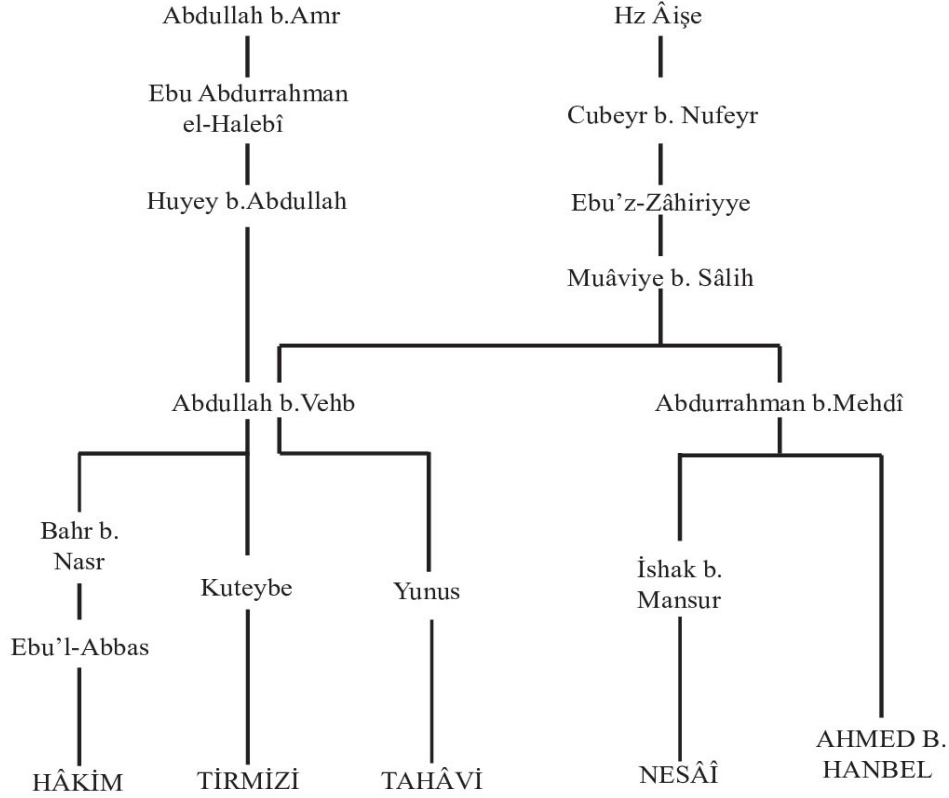 Abdullah b.Amr
Hz Âişe
Ebu Abdurrahman
el-Halebî
Cubeyr b. Nufeyr
Huyey b.Abdullah
Ebu’z-Zâhiriyye
Muâviye b. Sâlih
Abdullah b.Vehb
Abdurrahman b.Mehdî
Bahr b.
Nasr
Kuteybe
Yunus
İshak b.
Mansur
Ebu’l-Abbas
HÂKİM
TİRMİZİ
TAHÂVİ
NESÂÎ
AHMED B.
HANBEL